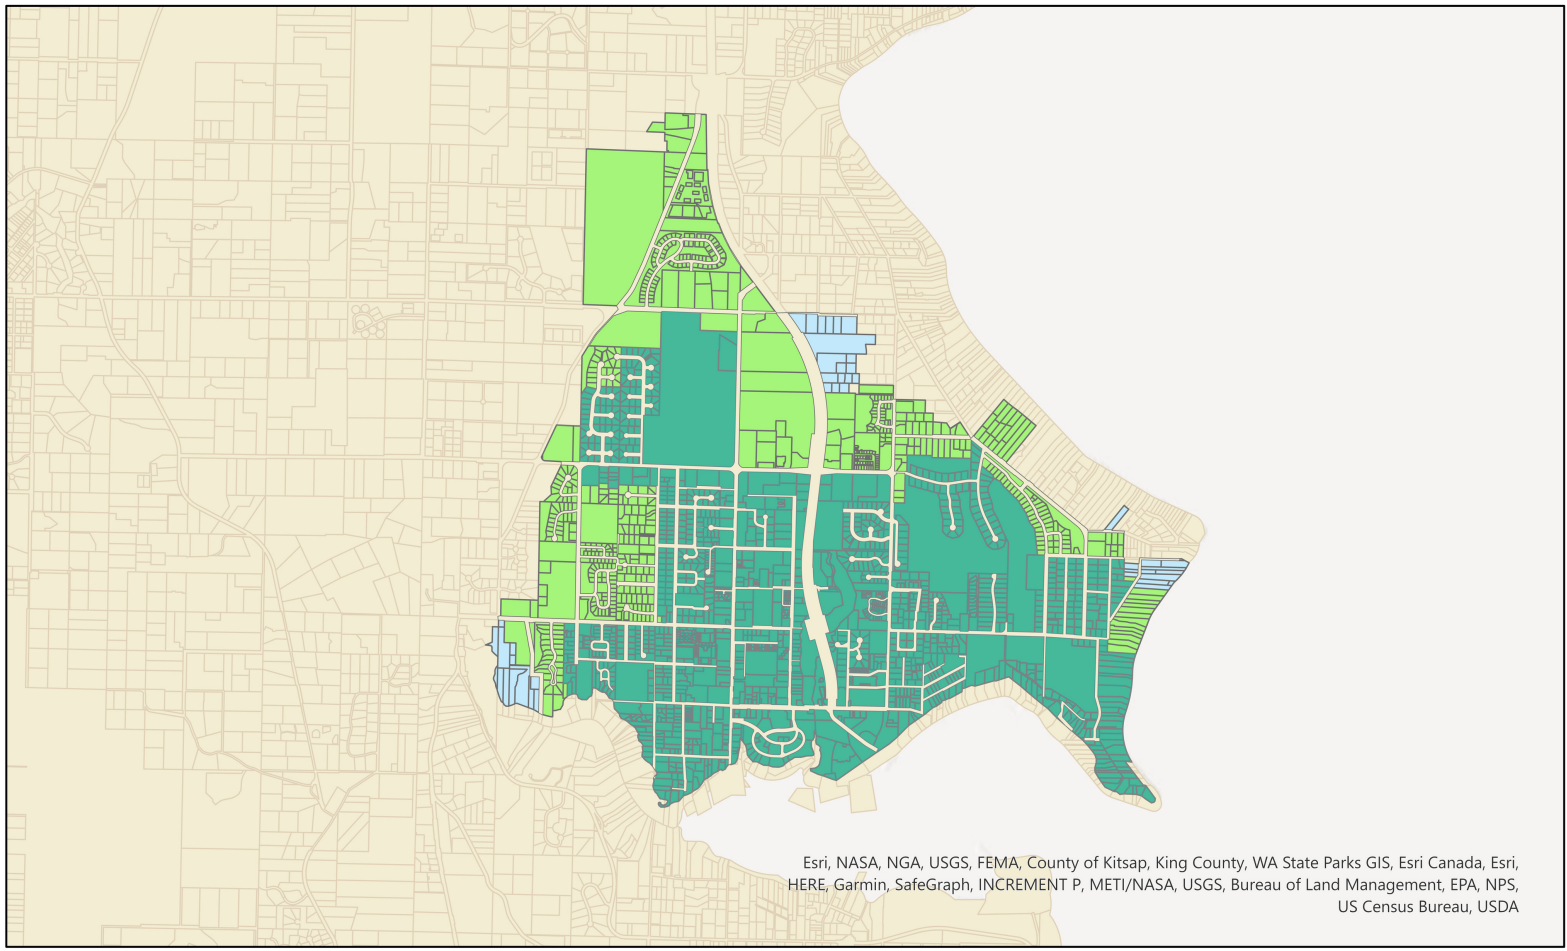 Esri, NASA, NGA, USGS, FEMA, County of Kitsap, King County, WA State Parks GIS, Esri Canada, Esri,
HERE, Garmin, SafeGraph, INCREMENT P, METI/NASA, USGS, Bureau of Land Management, EPA, NPS,
US Census Bureau, USDA